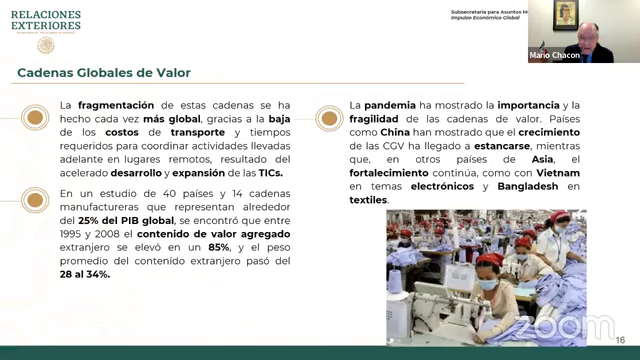 RELACIONES
EXTERIORES
Subsecretaría para Asuntos M
Impulso Económico Global
Mario Chacon
Cadenas Globales de Valor
La fragmentación de estas cadenas se ha
hecho cada vez más global, gracias a la baja
de los costos de transporte y tiempos
requeridos para coordinar actividades llevadas
adelante en lugares remotos, resultado del
acelerado desarrollo y expansión de las TICs.
En un estudio de 40 países y 14 cadenas
manufactureras que representan alrededor
del 25% del PIB global, se encontró que entre
1995 y 2008 el contenido de valor agregado
extranjero se elevó en un 85%, y el peso
promedio del contenido extranjero pasó del
28 al 34%.
La pandemia ha mostrado la importancia y la
fragilidad de las cadenas de valor. Países
como China han mostrado que el crecimiento
de las CGV ha llegado a estancarse, mientras
que, en otros países de Asia, el
fortalecimiento continúa, como con Vietnam
en temas electrónicos y Bangladesh en
textiles.
zoom
16